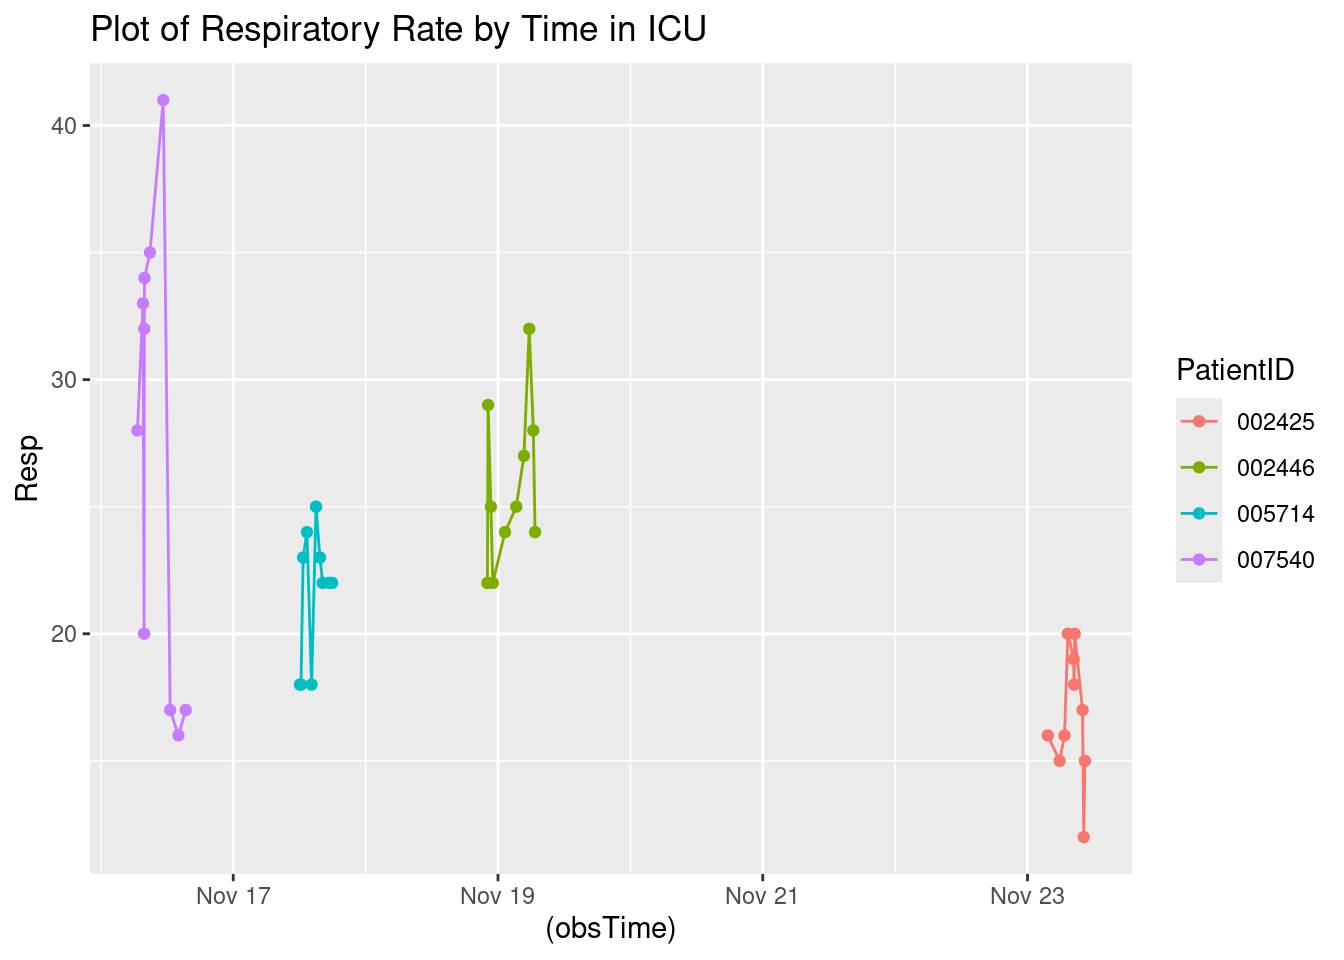 Plot of Respiratory Rate by Time in ICU
40
30
20
Resp
Nov 17
Nov 19
Nov 21
Nov 23
(obsTime)
PatientID
002425
002446
005714
007540